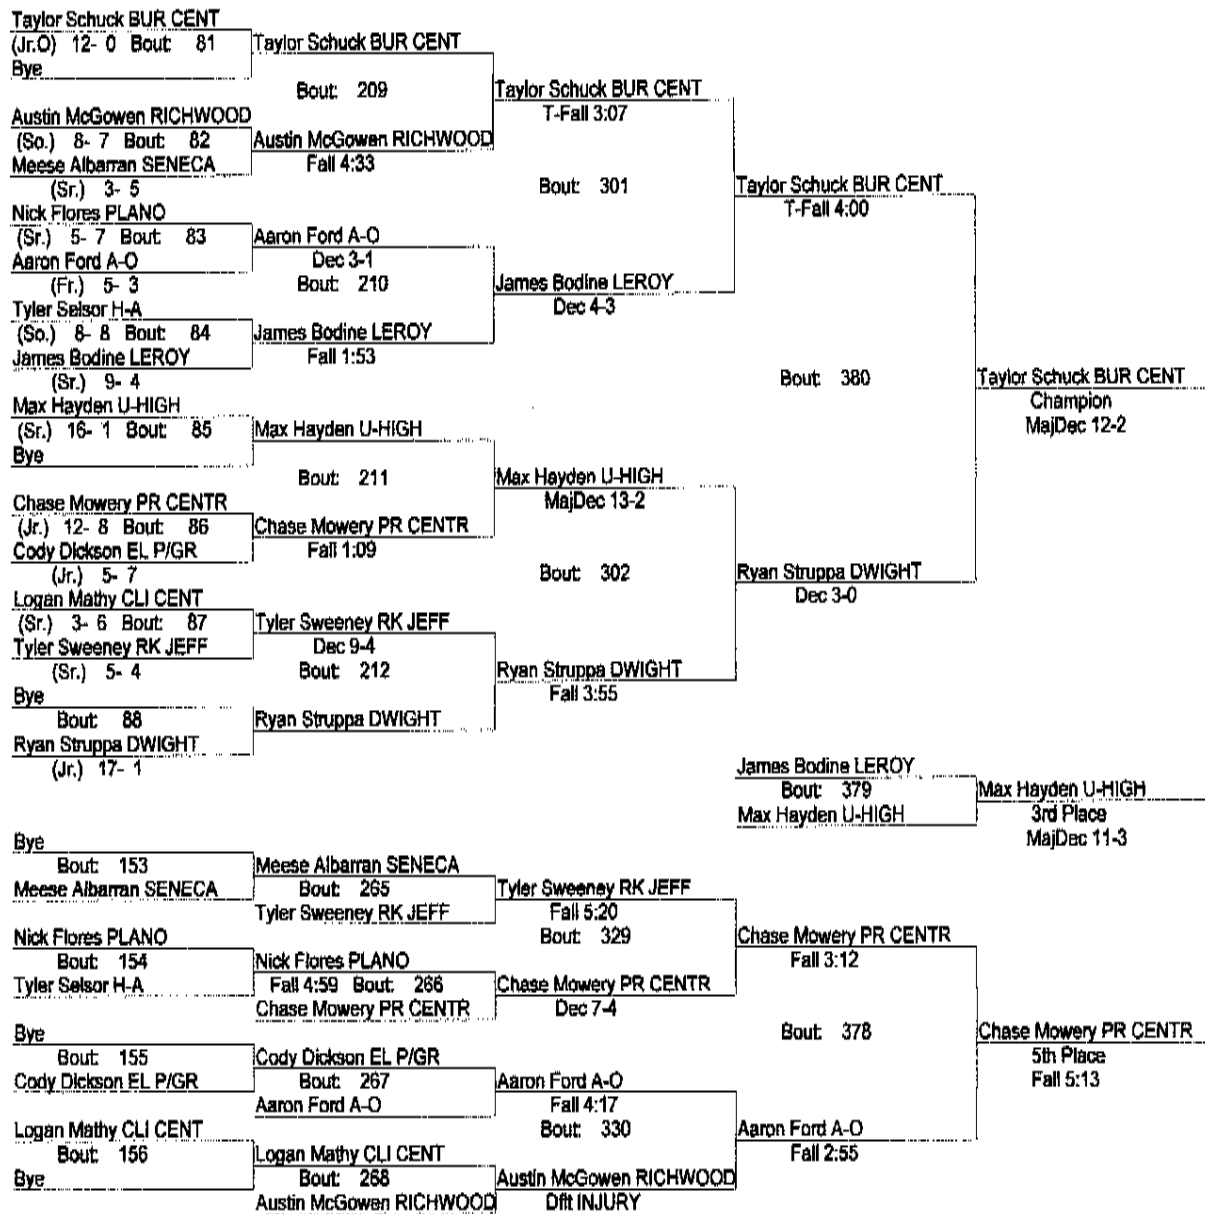 Taylor Schuck BUR CENT
(Jr.O) 12- 0 Bout: 81
Bye
Taylor Schuck BUR CENT
Bout: 209
Austin McGowen RICHWOOD
(So.) 8- 7 Bout: 82
Meese Albarran SENECA
(Sr.) 3- 5
Austin McGowen RICHWOOD
Fall 4:33
Taylor Schuck BUR CENT
T-Fall 3:07
Nick Flores PLANO
(Sr.) 5- 7 Bout: 83
Aaron Ford A-O
(Fr.) 5- 3
Aaron Ford A-O
Dec 3-1
Bout: 210
Tyler Selsor H-A
(So.) 8- 8 Bout: 84
James Bodine LEROY
(Sr.) 9- 4
James Bodine LEROY
Fall 1:53
James Bodine LEROY
Dec 4-3
Bout: 301
Taylor Schuck BUR CENT
T-Fall 4:00
Max Hayden U-HIGH
(Sr.) 16- 1 Bout: 85
Bye
Max Hayden U-HIGH
Bout: 211
Chase Mowery PR CENTR
(Jr.) 12- 8 Bout: 86
Cody Dickson EL P/GR
(Jr.) 5- 7
Chase Mowery PR CENTR
Fall 1:09
Max Hayden U-HIGH
MajDec 13-2
Logan Mathy CLI CENT
(Sr.) 3- 6 Bout: 87
Tyler Sweeney RK JEFF
(Sr.) 5- 4
Tyler Sweeney RK JEFF
Dec 9-4
Bout: 212
Bye
Bout: 88
Ryan Struppa DWIGHT
(Jr.) 17- 1
Ryan Struppa DWIGHT
Ryan Struppa DWIGHT
Fall 3:55
Bout: 302
Ryan Struppa DWIGHT
Dec 3-0
Bout: 380
Taylor Schuck BUR CENT
Champion
MajDec 12-2
James Bodine LEROY
Bout: 379
Max Hayden U-HIGH
Max Hayden U-HIGH
3rd Place
MajDec 11-3
Bye
Bout: 153
Meese Albarran SENECA
Meese Albarran SENECA
Bout: 265
Tyler Sweeney RK JEFF
Tyler Sweeney RK JEFF
Fall 5:20
Bout: 329
Nick Flores PLANO
Bout: 154
Tyler Selsor H-A
Nick Flores PLANO
Fall 4:59 Bout: 266
Chase Mowery PR CENTR
Chase Mowery PR CENTR
Dec 7-4
Chase Mowery PR CENTR
Fall 3:12
Bye
Bout: 155
Cody Dickson EL P/GR
Cody Dickson EL P/GR
Bout: 267
Aaron Ford A-O
Aaron Ford A-O
Fall 4:17
Bout: 330
Logan Mathy CLI CENT
Bout: 156
Bye
Logan Mathy CLI CENT
Bout: 268
Austin McGowen RICHWOOD
Austin McGowen RICHWOOD
Dflt INJURY
Aaron Ford A-O
Fall 2:55
Bout: 378
Chase Mowery PR CENTR
5th Place
Fall 5:13